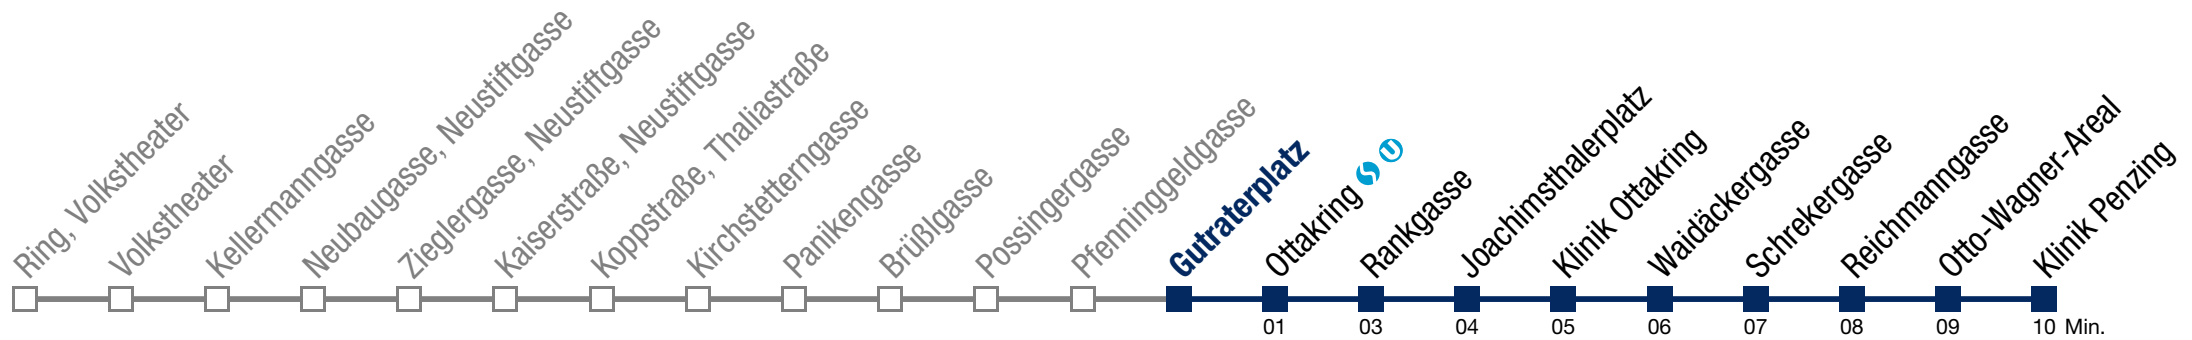 Ring, Volkstheater
Volkstheater
Kellermanngasse
Neubaugasse, Neustiftgasse
Zieglergasse, Neustiftgasse
Kaiserstraße, Neustiftgasse
Koppstraße, Thaliastraße
Kirchstetterngasse
Panikengasse
Brüßlgasse
Possingergasse
Pfenninggeldgasse
Gutraterplatz
Ottakring S U
Rankgasse
Joachimsthalerplatz
Klinik Ottakring
Waidäckergasse
Schrekergasse
Reichmanngasse
Otto-Wagner-Areal
Klinik Penzing
01 03 04 05 06 07 08 09 10 Min.